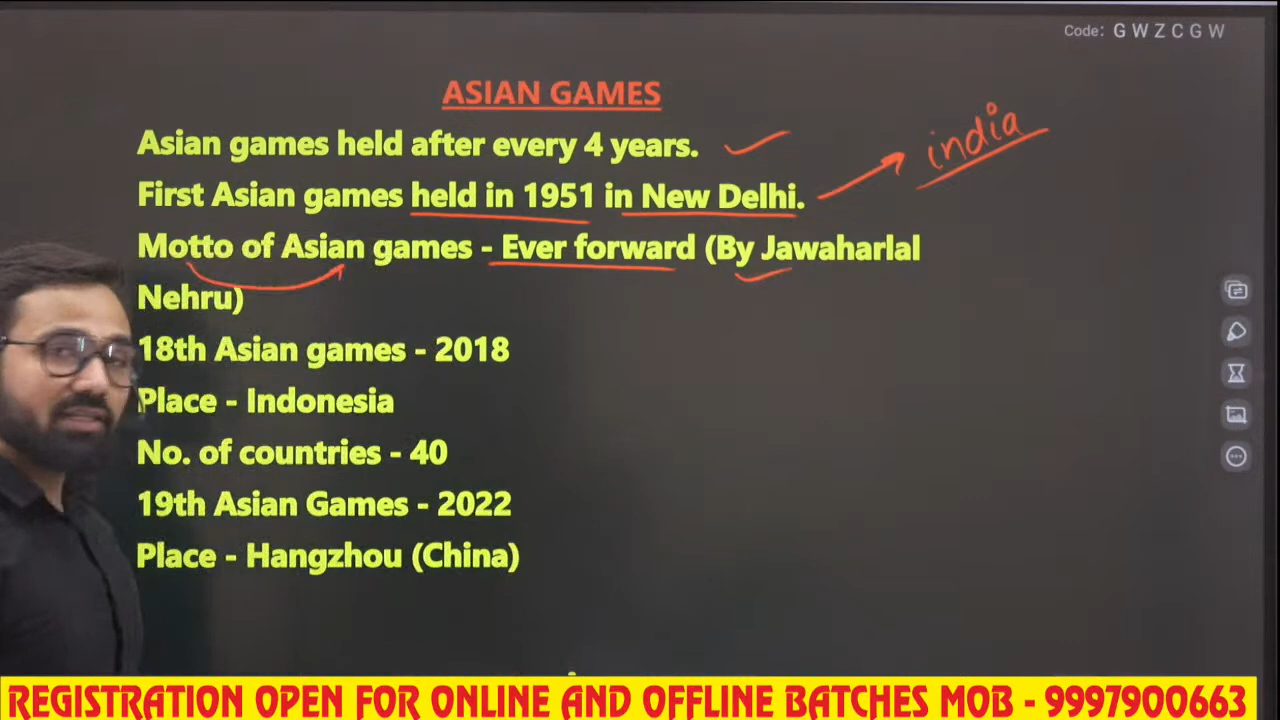 Code: GWZCGW
ASIAN GAMES
Asian games held after every 4 years.
india
First Asian games held in 1951 in New Delhi.
Motto of Asian games - Ever forward (By Jawaharlal
Nehru)
18th Asian games - 2018
Place - Indonesia
No. of countries - 40
19th Asian Games - 2022
Place - Hangzhou (China)
REGISTRATION OPEN FOR ONLINE AND OFFLINE BATCHES MOB - 9997900663